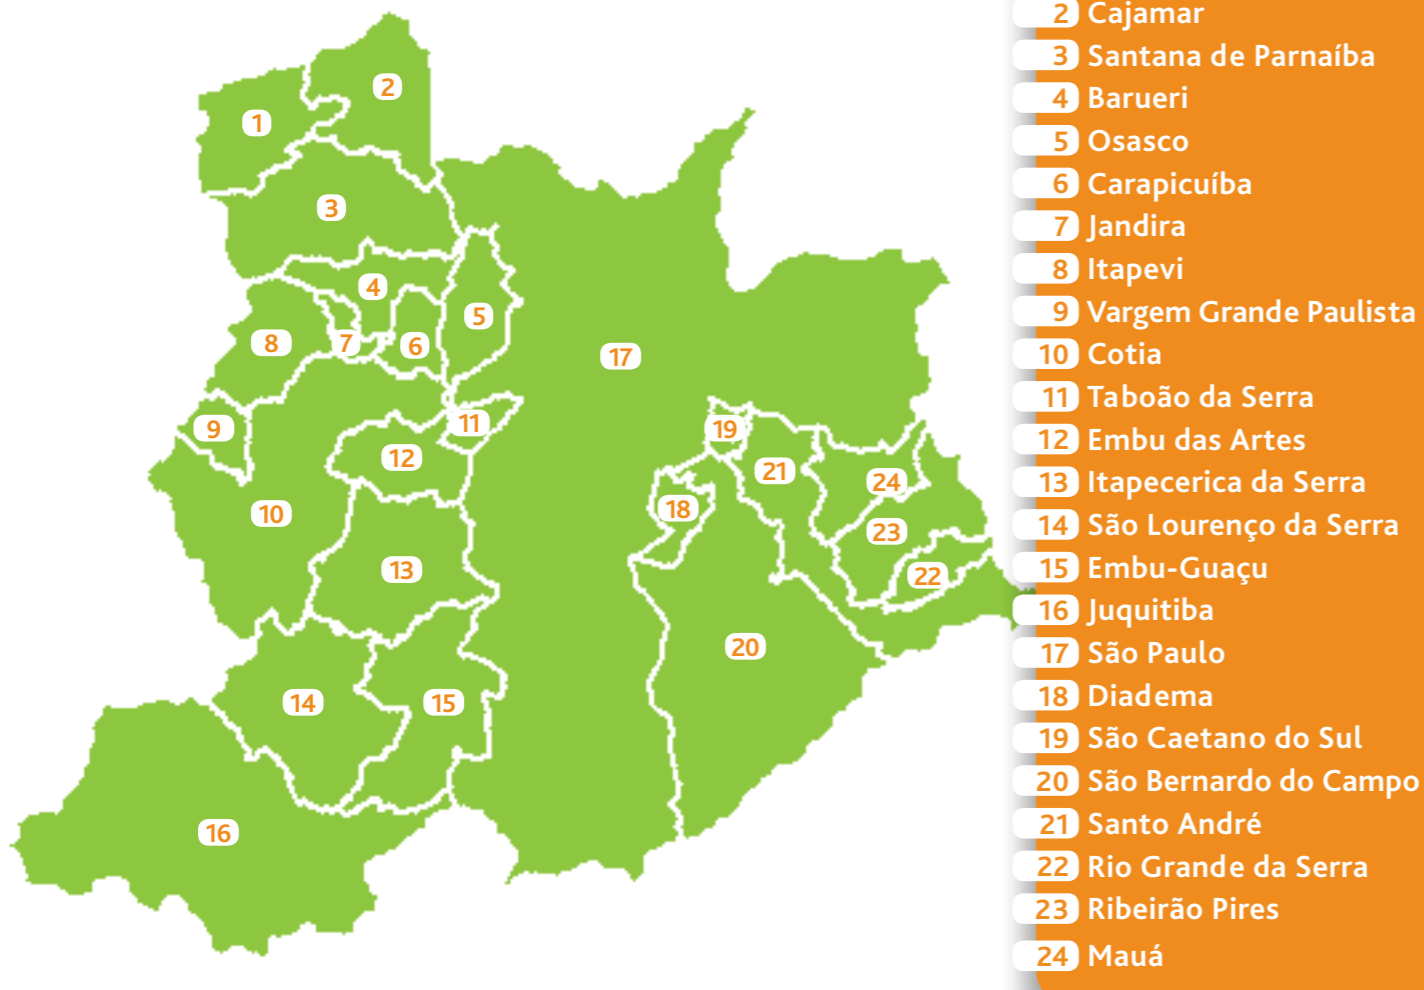 2 Cajamar
3 Santana de Parnaíba
4 Barueri
5 Osasco
6 Carapicuíba
7 Jandira
8 Itapevi
9 Vargem Grande Paulista
10 Cotia
11 Taboão da Serra
12 Embu das Artes
13 Itapecerica da Serra
14 São Lourenço da Serra
15 Embu-Guaçu
16 Juquitiba
17 São Paulo
18 Diadema
19 São Caetano do Sul
20 São Bernardo do Campo
21 Santo André
22 Rio Grande da Serra
23 Ribeirão Pires
24 Mauá
2
1
3
4
5
8
7
6
17
9
11
19
12
21
24
18
10
23
13
22
20
14
15
16